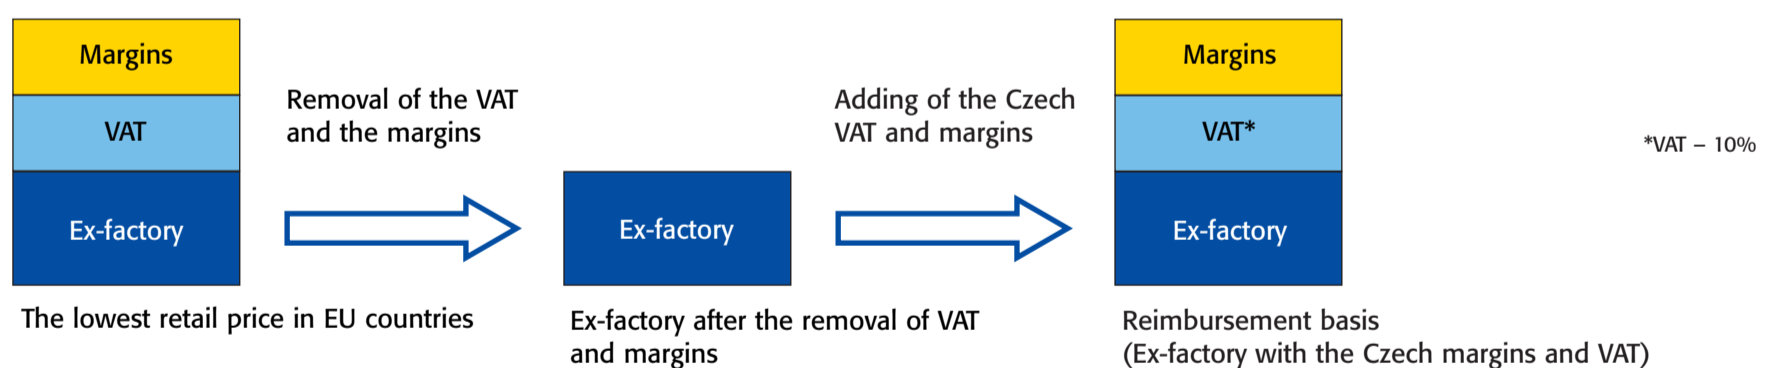 Margins
VAT
Ex-factory
The lowest retail price in EU countries
Removal of the VAT
and the margins
Ex-factory
Ex-factory after the removal of VAT
and margins
Adding of the Czech
VAT and margins
Margins
VAT*
Ex-factory
Reimbursement basis
(Ex-factory with the Czech margins and VAT)
*VAT – 10%